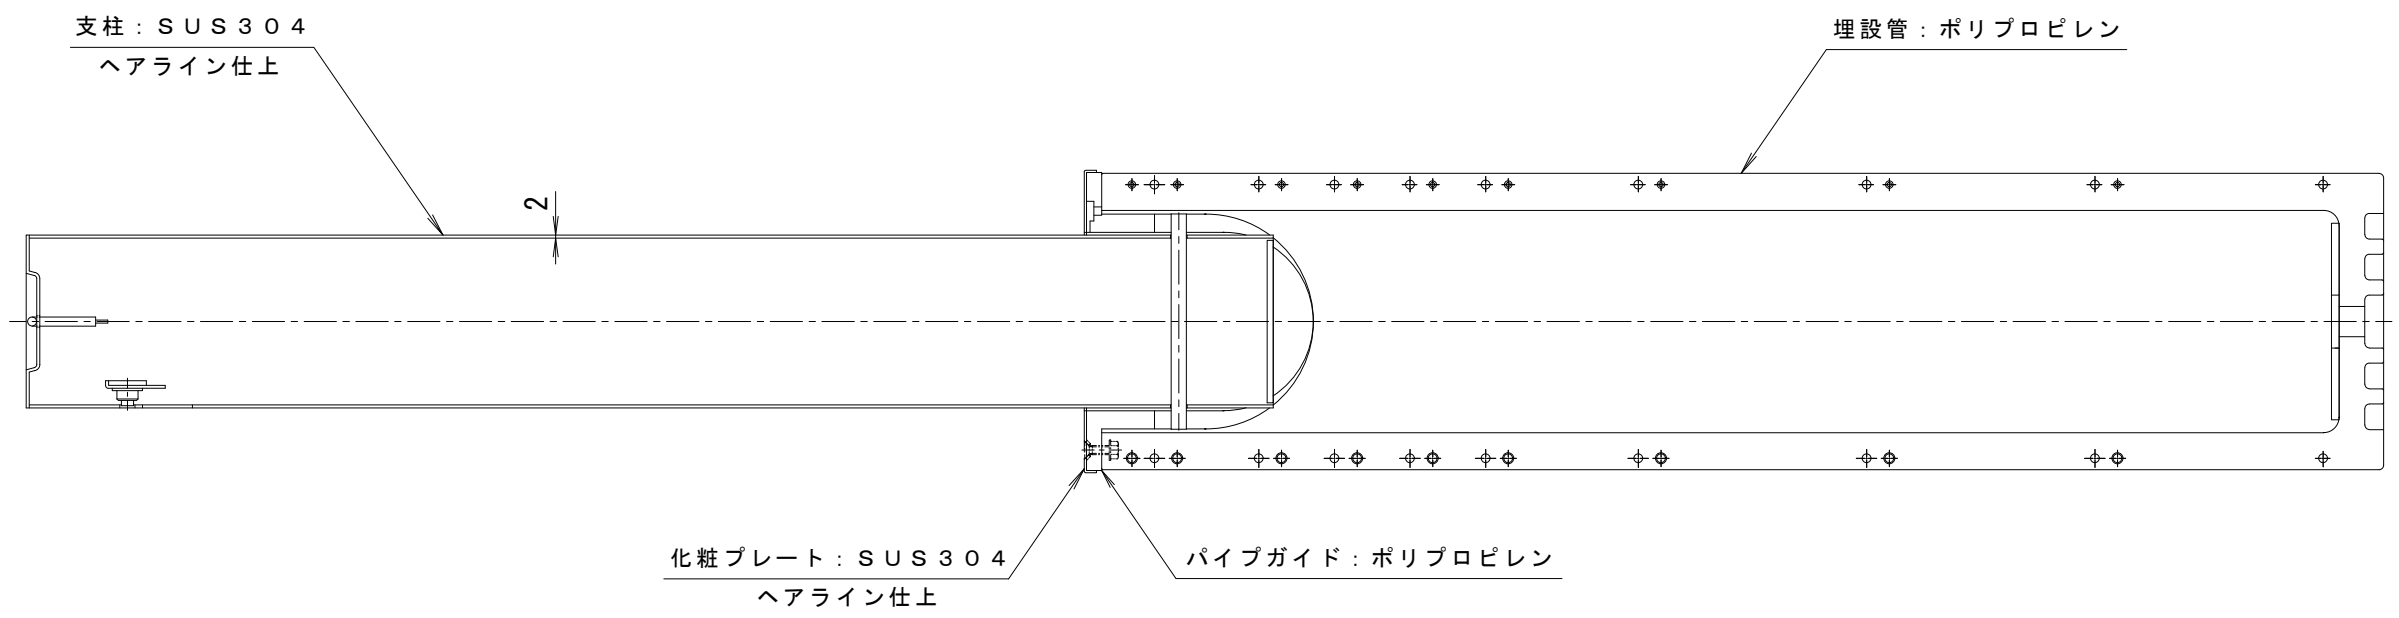 支柱：ＳＵＳ３０４
ヘアライン仕上
埋設管：ポリプロピレン
2
化粧プレート：ＳＵＳ３０４
ヘアライン仕上
パイプガイド：ポリプロピレン